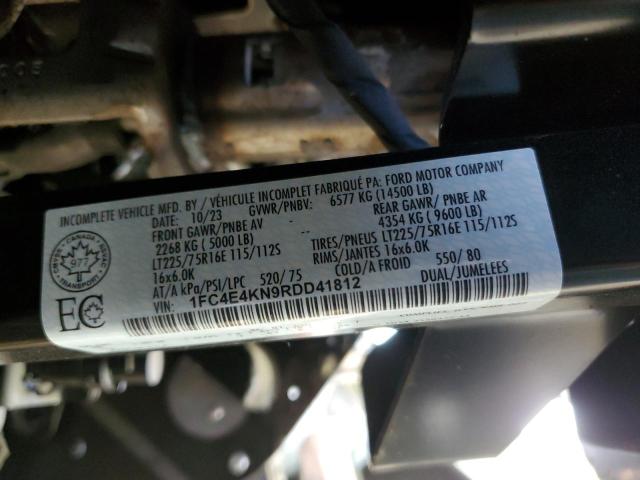 INCOMPLETE VEHICLE MFD. BY / VÉHICULE INCOMPLET FABRIQUÉ PA: FORD MOTOR COMPANY
DATE: 10/23 GVWR/PNBV: 6577 KG (14500 LB)
FRONT GAWR/PNBE AV REAR GAWR/ PNBE AR
2268 KG ( 5000 LB) 4354 KG ( 9600 LB)
LT225/75R16E 115/112S TIRES/PNEUS LT225/75R16E 115/112S
16x6.0K RIMS/JANTES 16x6.0K
AT/A kPa/PSI/LPC 520/ 75 COLD/A FROID 550/ 80
VIN: 1FC4E4KN9RDD41812 DUAL/JUMELEES
CANADA
977
TRANSPORT
EC